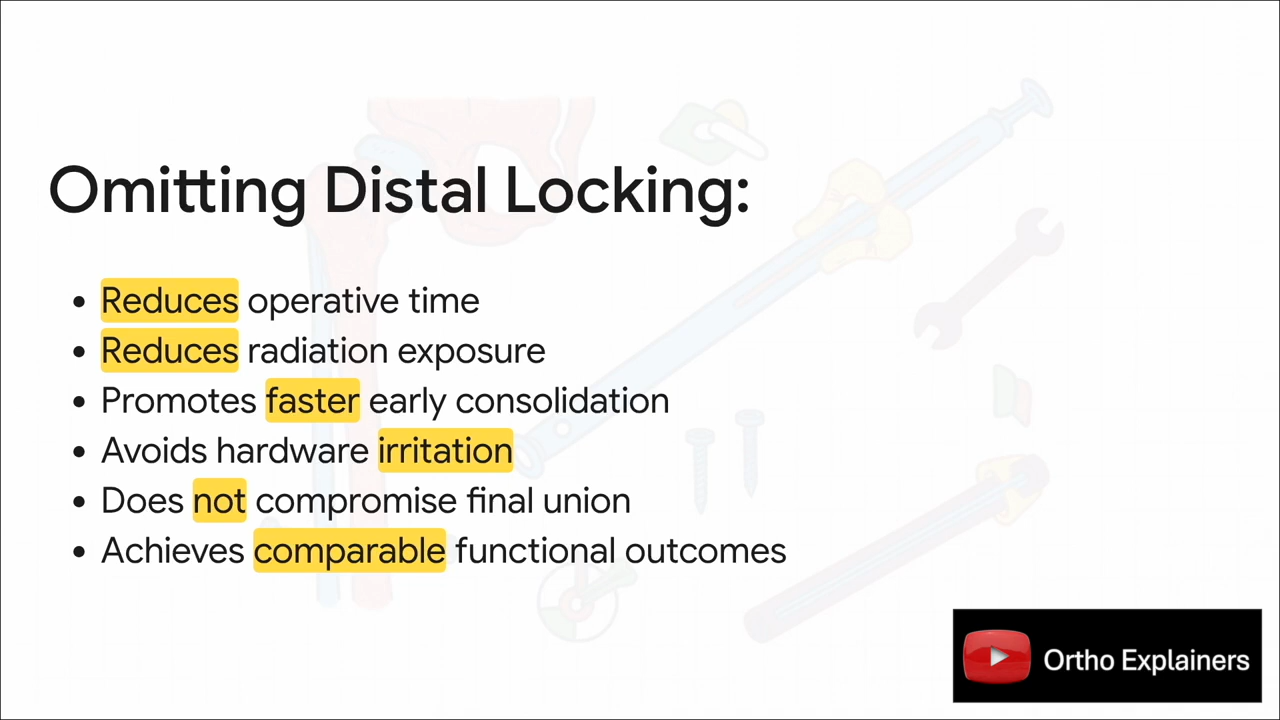 Omitting Distal Locking:
• Reduces operative time
• Reduces radiation exposure
• Promotes faster early consolidation
• Avoids hardware irritation
• Does not compromise final union
• Achieves comparable functional outcomes
Ortho Explainers